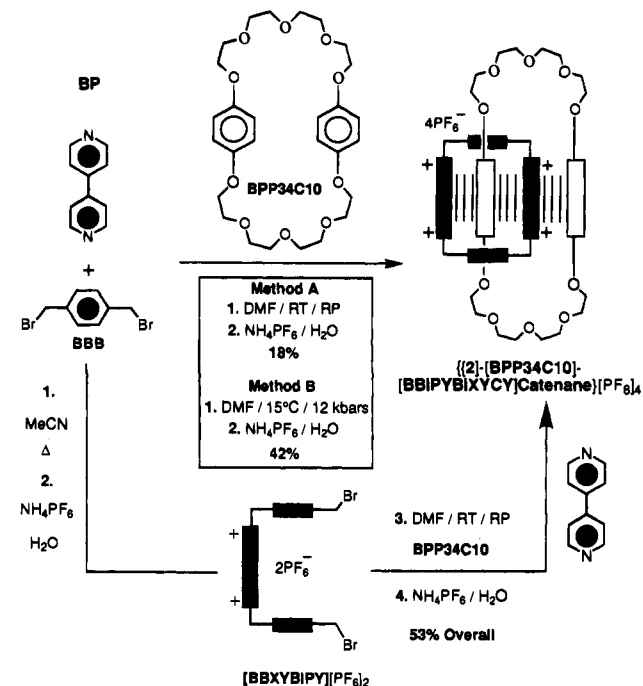 BP
N
N
+
Br
Br
BBB
O O O
O O
BPP34C10
O O
O O O
Method A
1. DMF / RT / RP
2. NH₄PF₆ / H₂O
18%
Method B
1. DMF / 15°C / 12 kbars
2. NH₄PF₆ / H₂O
42%
O O O
O O
4PF₆⁻
+ +
+ +
O O
O O O
{[2]-[BPP34C10]-
[BBIPYBIXYCY]Catenane}[PF₆]₄
1.
MeCN
Δ
2.
NH₄PF₆
H₂O
Br
+
2PF₆⁻
+
Br
[BBXYBIPY][PF₆]₂
3. DMF / RT / RP
BPP34C10
4. NH₄PF₆ / H₂O
53% Overall
N
N